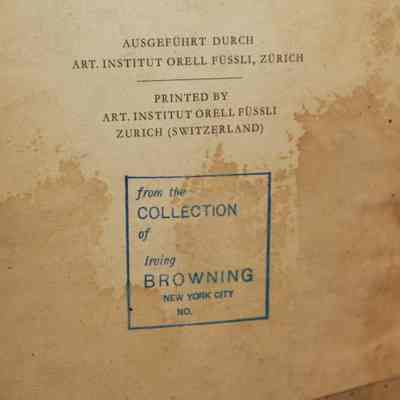 AUSGEFÜHRT DURCH
ART. INSTITUT ORELL FÜSSLI, ZÜRICH
PRINTED BY
ART. INSTITUT ORELL FÜSSLI
ZURICH (SWITZERLAND)
from the
COLLECTION
of
Irving
BROWNING
NEW YORK CITY
NO.